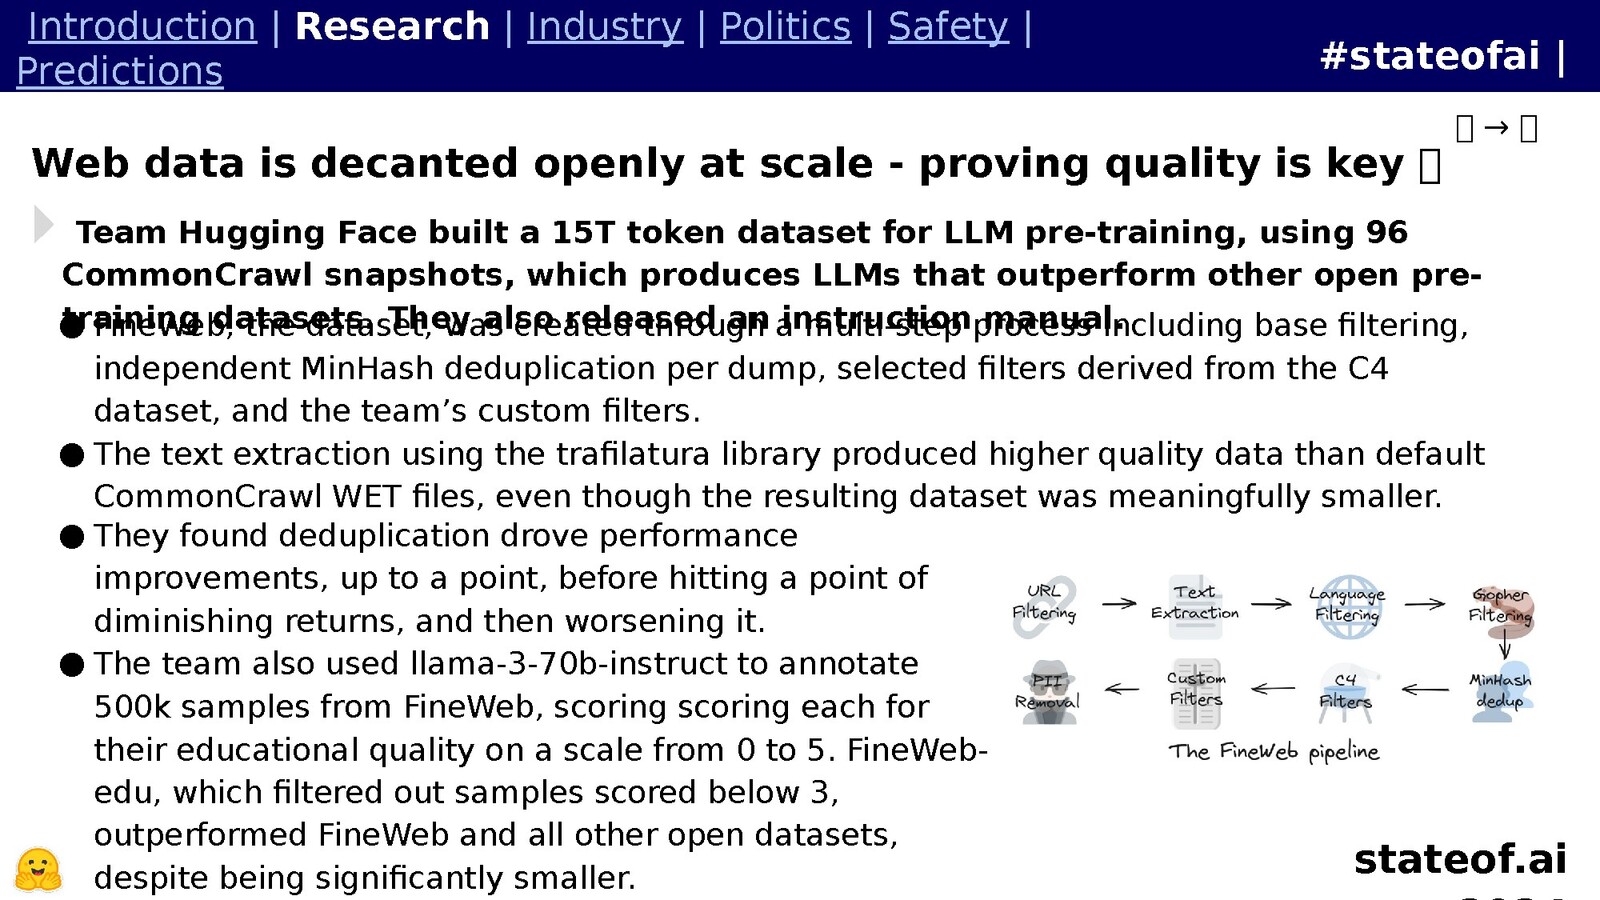 Introduction | Research | Industry | Politics | Safety |
Predictions
#stateofai |
→
Web data is decanted openly at scale - proving quality is key
Team Hugging Face built a 15T token dataset for LLM pre-training, using 96
CommonCrawl snapshots, which produces LLMs that outperform other open pre-
training datasets. They also released an instruction manual.
● Fineweb, the dataset, was created through a multi-step process including base filtering,
independent MinHash deduplication per dump, selected filters derived from the C4
dataset, and the team’s custom filters.
● The text extraction using the trafilatura library produced higher quality data than default
CommonCrawl WET files, even though the resulting dataset was meaningfully smaller.
● They found deduplication drove performance
improvements, up to a point, before hitting a point of
diminishing returns, and then worsening it.
● The team also used llama-3-70b-instruct to annotate
500k samples from FineWeb, scoring scoring each for
their educational quality on a scale from 0 to 5. FineWeb-
edu, which filtered out samples scored below 3,
outperformed FineWeb and all other open datasets,
despite being significantly smaller.
URL
Filtering
Text
Extraction
Language
Filtering
Gopher
Filtering
MinHash
dedup
C4
Filters
Custom
Filters
PII
Removal
The FineWeb pipeline
stateof.ai